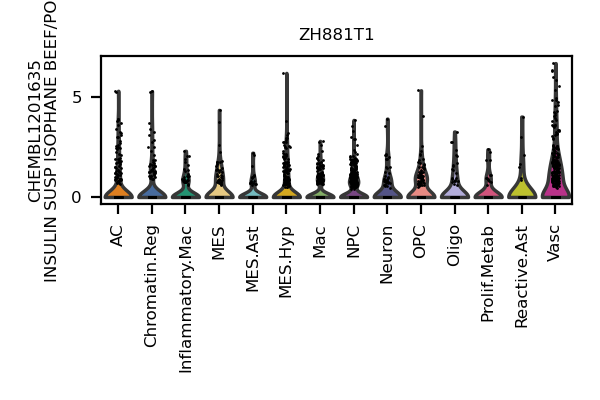 ZH881T1
CHEMBL1201635
INSULIN SUSP ISOPHANE BEEF/PO
5
0
AC
Chromatin.Reg
Inflammatory.Mac
MES
MES.Ast
MES.Hyp
Mac
NPC
Neuron
OPC
Oligo
Prolif.Metab
Reactive.Ast
Vasc